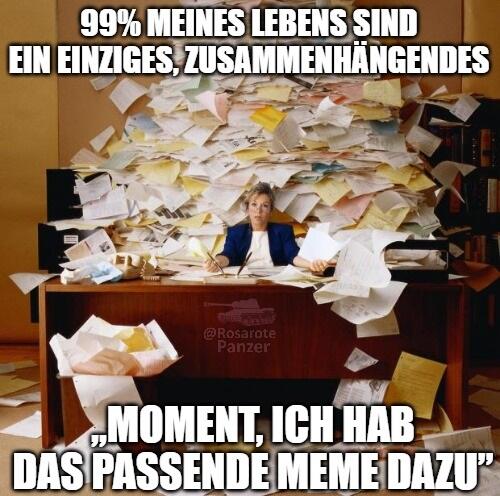 99% MEINES LEBENS SIND
EIN EINZIGES, ZUSAMMENHÄNGENDES
@Rosarote
Panzer
„MOMENT, ICH HAB
DAS PASSENDE MEME DAZU”